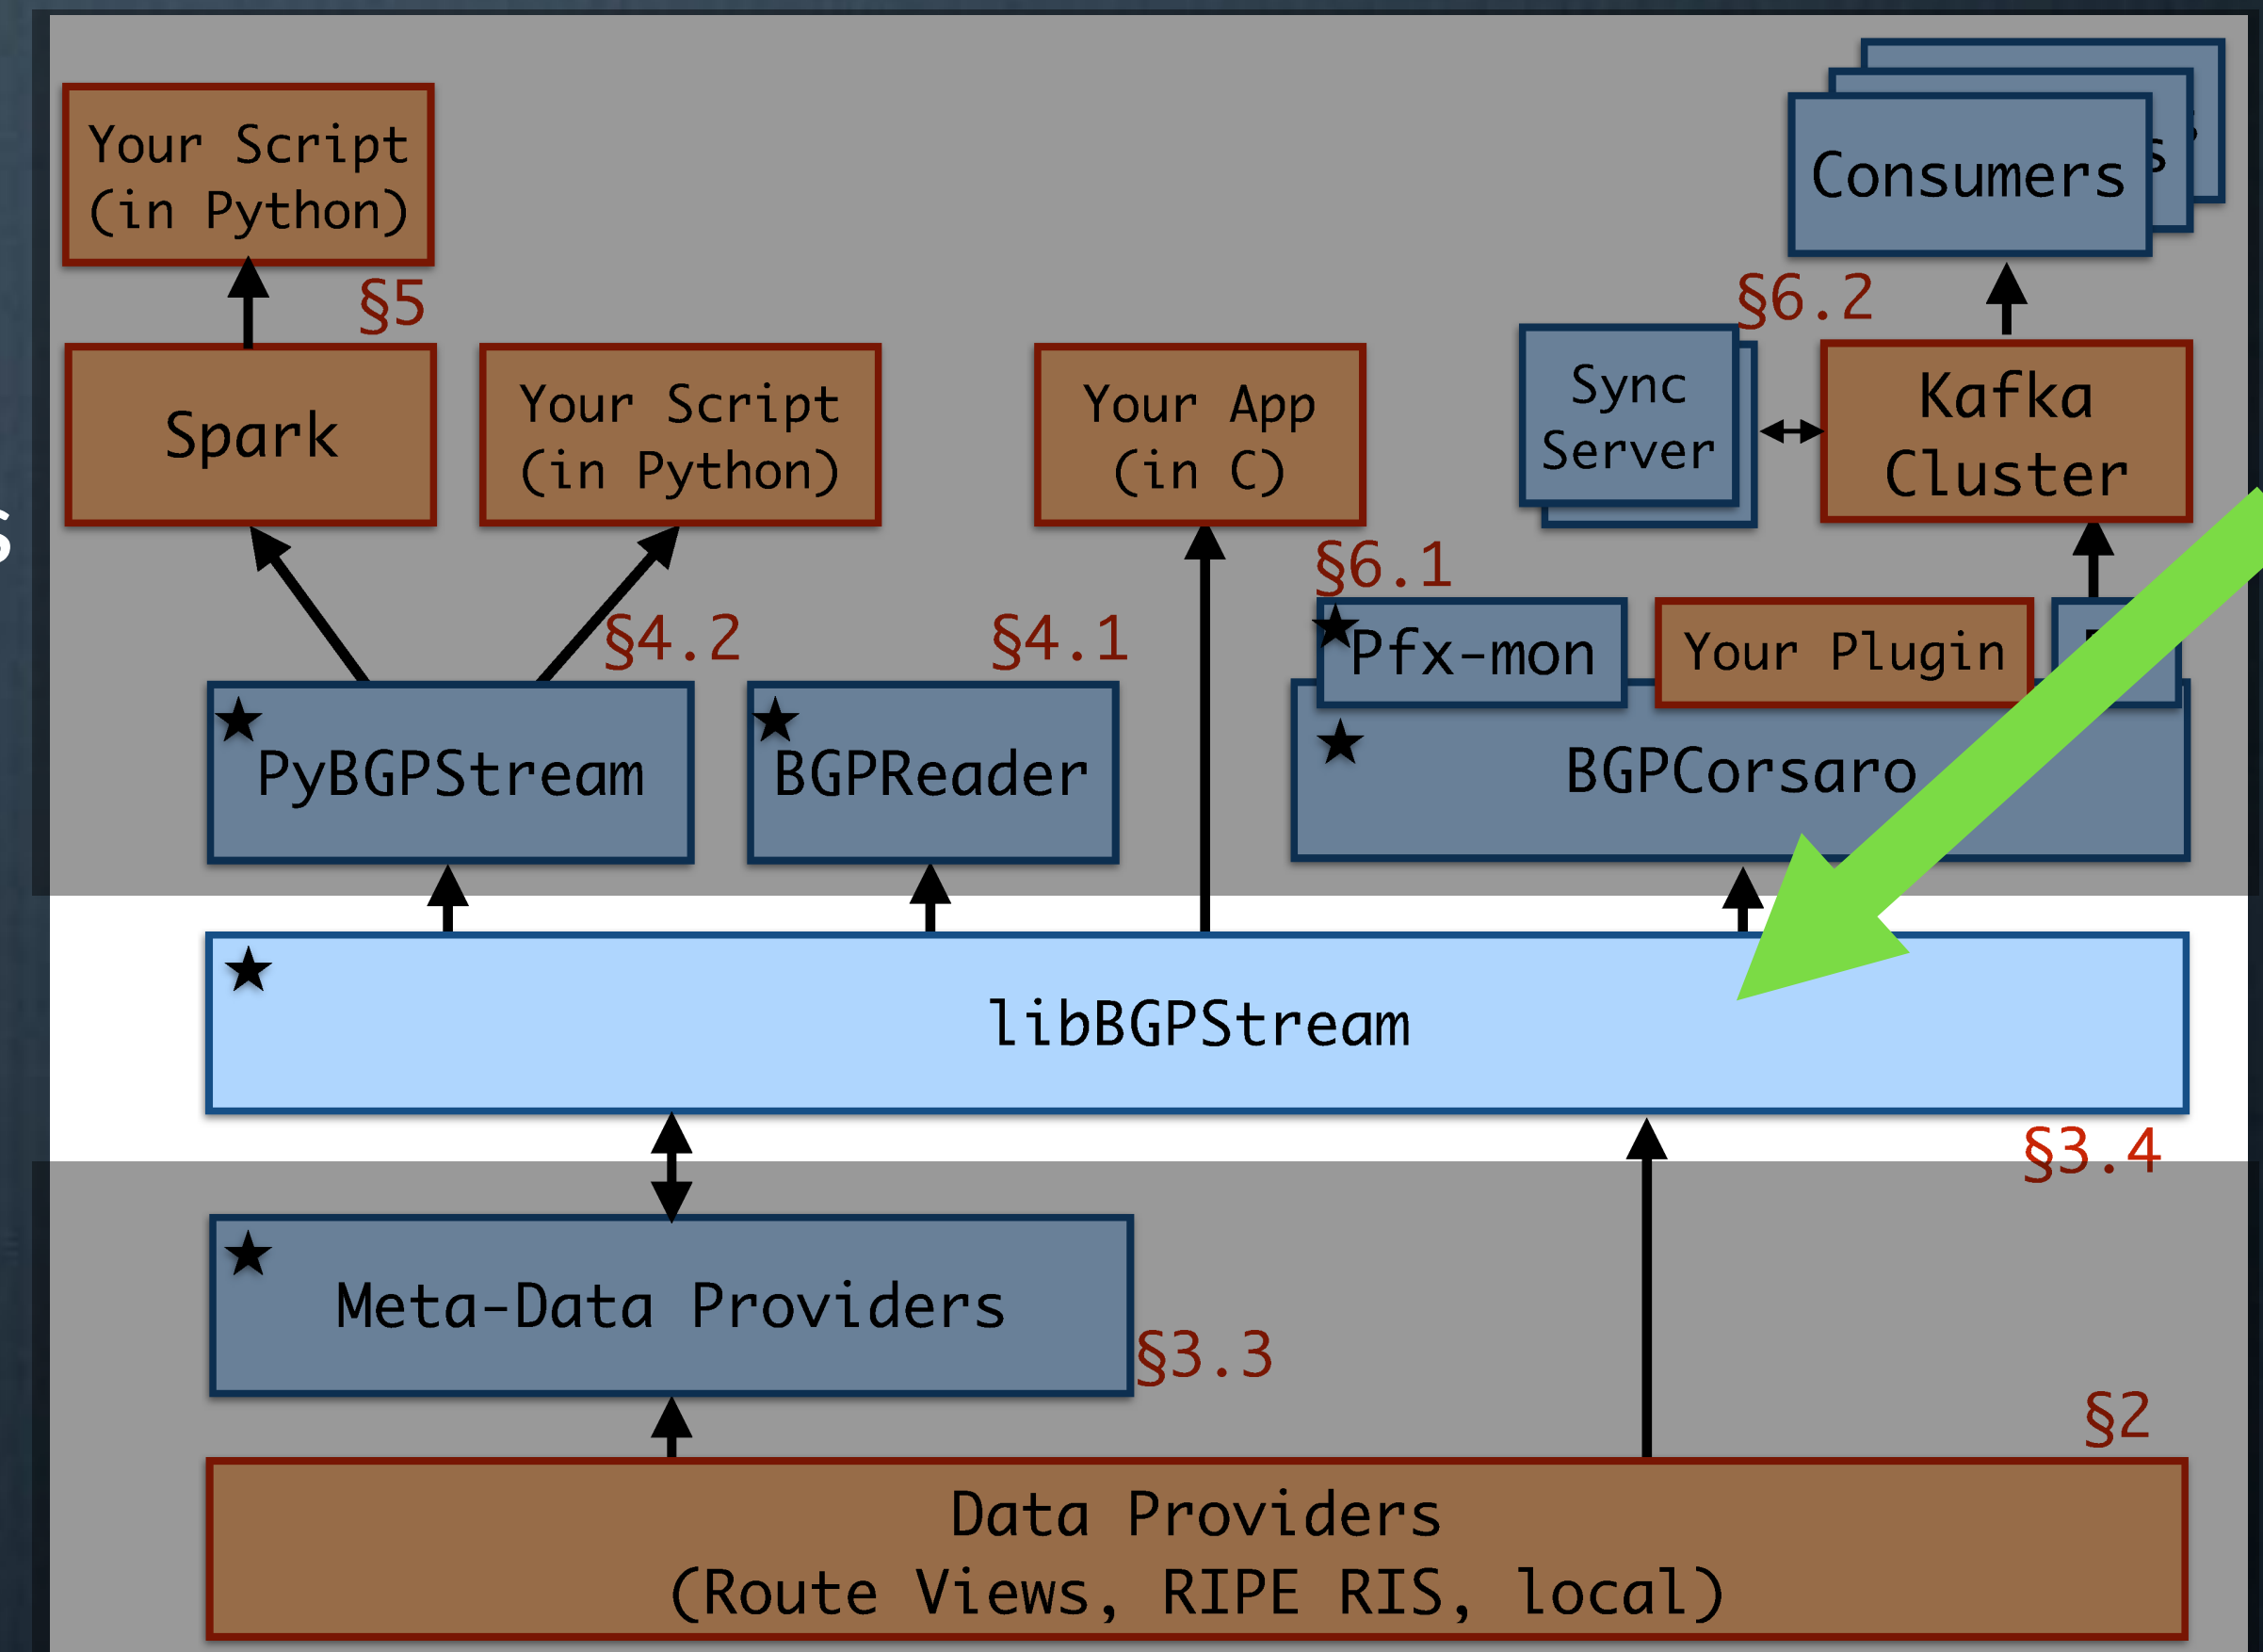 Your Script
(in Python)
Consumers
s
s
§5
§6.2
Spark
Your Script
(in Python)
Your App
(in C)
Sync
Server
Kafka
Cluster
s
§6.1
§4.2
§4.1
Pfx-mon
Your Plugin
PyBGPStream
BGPReader
BGPCorsaro
libBGPStream
§3.4
Meta-Data Providers
§3.3
§2
Data Providers
(Route Views, RIPE RIS, local)